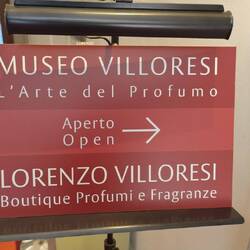 MUSEO VILLORESI
L'Arte del Profumo
Aperto
Open
LORENZO VILLORESI
Boutique Profumi e Fragranze